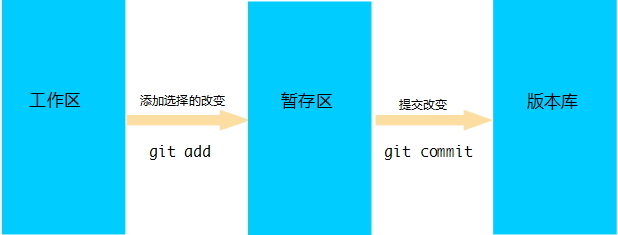 工作区
添加选择的改变
git add
暂存区
提交改变
git commit
版本库